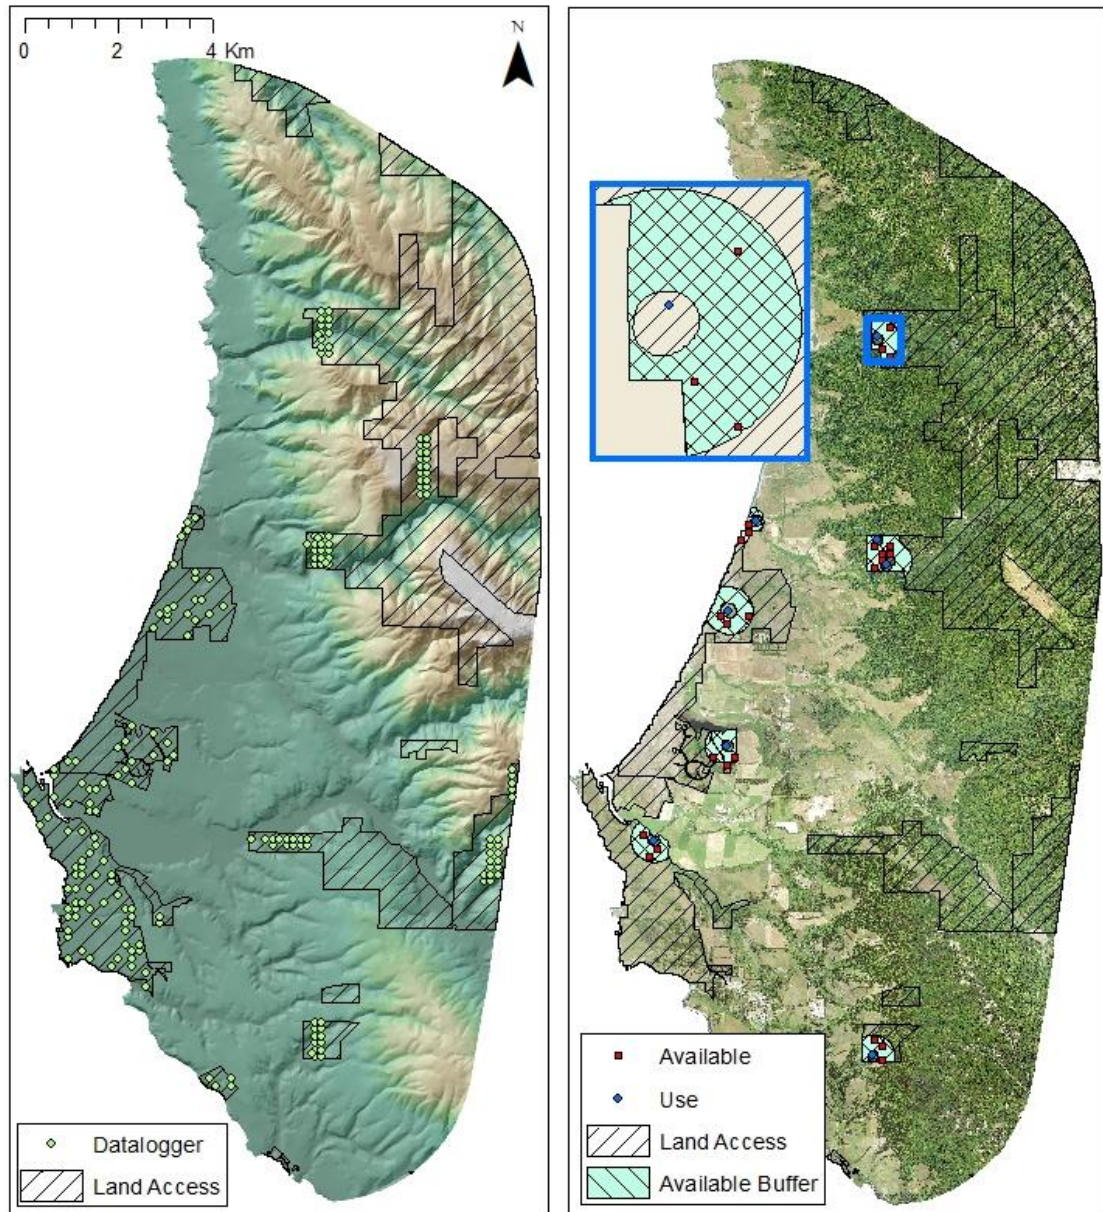 0 2 4 Km
N
Datalogger
Land Access
Available
Use
Land Access
Available Buffer